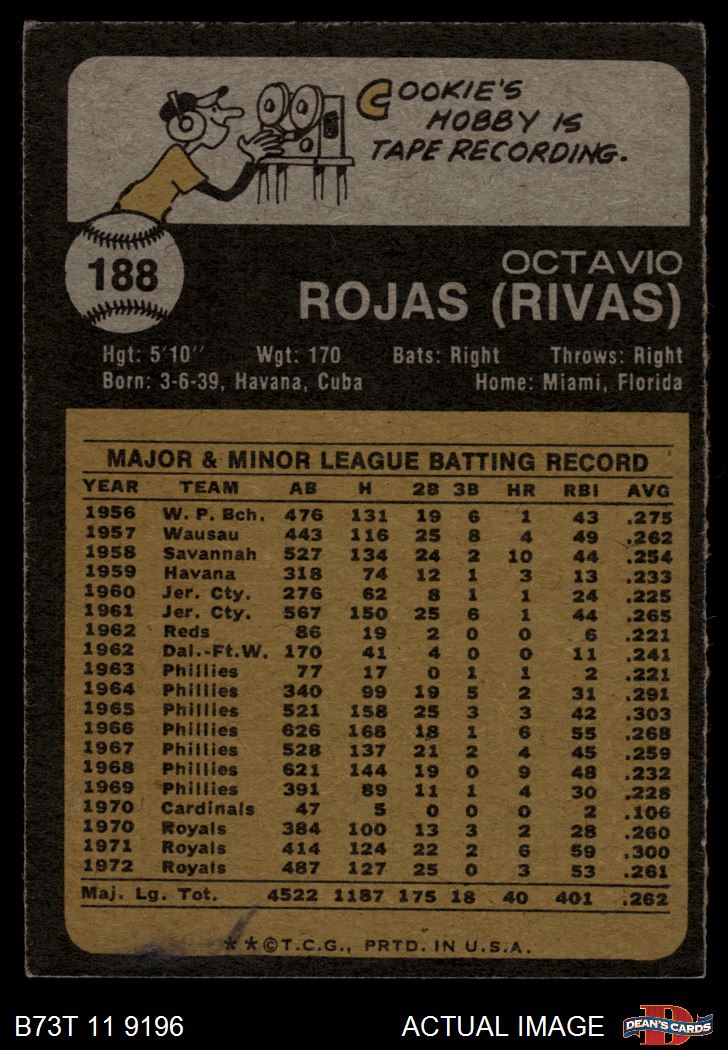 COOKIE'S
HOBBY IS
TAPE RECORDING.
188
OCTAVIO
ROJAS (RIVAS)
Hgt: 5'10" Wgt: 170 Bats: Right Throws: Right
Born: 3-6-39, Havana, Cuba Home: Miami, Florida
MAJOR & MINOR LEAGUE BATTING RECORD
YEAR TEAM AB H 2B 3B HR RBI AVG
1956 W. P. Bch. 476 131 19 6 1 43 .275
1957 Wausau 443 116 25 8 4 49 .262
1958 Savannah 527 134 24 2 10 44 .254
1959 Havana 318 74 12 1 3 13 .233
1960 Jer. Cty. 276 62 8 1 1 24 .225
1961 Jer. Cty. 567 150 25 6 1 44 .265
1962 Reds 86 19 2 0 0 6 .221
1962 Dal.-Ft.W. 170 41 4 0 0 11 .241
1963 Phillies 77 17 0 1 1 2 .221
1964 Phillies 340 99 19 5 2 31 .291
1965 Phillies 521 158 25 3 3 42 .303
1966 Phillies 626 168 18 1 6 55 .268
1967 Phillies 528 137 21 2 4 45 .259
1968 Phillies 621 144 19 0 9 48 .232
1969 Phillies 391 89 11 1 4 30 .228
1970 Cardinals 47 5 0 0 0 2 .106
1970 Royals 384 100 13 3 2 28 .260
1971 Royals 414 124 22 2 6 59 .300
1972 Royals 487 127 25 0 3 53 .261
Maj. Lg. Tot. 4522 1187 175 18 40 401 .262
**©T.C.G., PRTD. IN U.S.A.
B73T 11 9196 ACTUAL IMAGE D DEAN'S CARDS